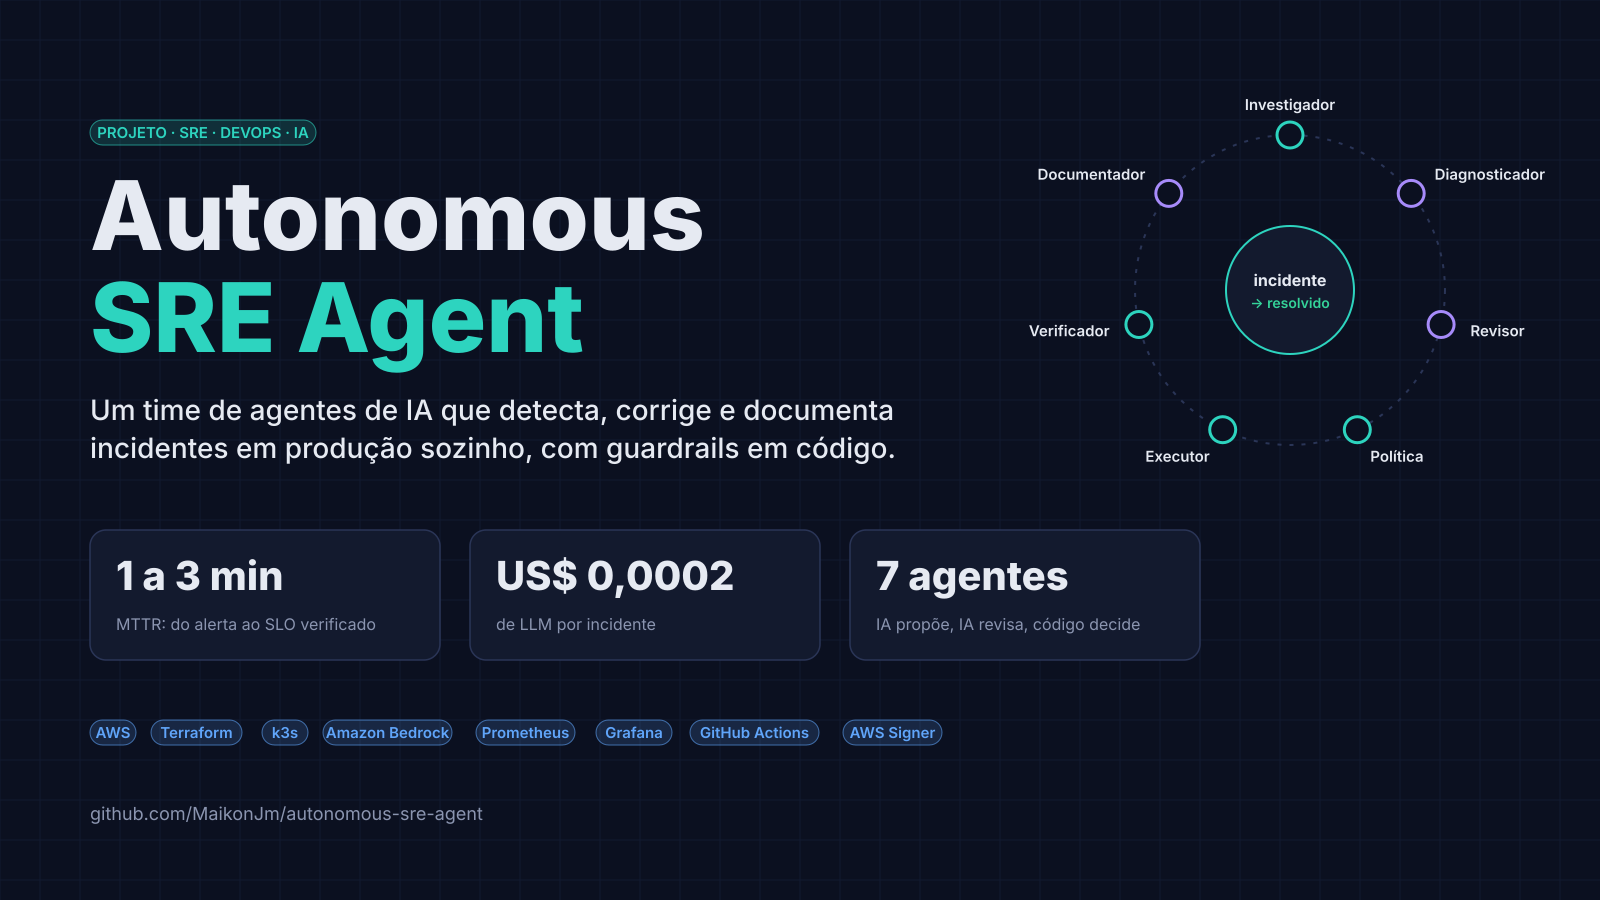 PROJETO · SRE · DEVOPS · IA
Autonomous
SRE Agent
Um time de agentes de IA que detecta, corrige e documenta
incidentes em produção sozinho, com guardrails em código.
Investigador
Documentador
Diagnosticador
incidente
→ resolvido
Verificador
Revisor
Executor
Política
1 a 3 min
MTTR: do alerta ao SLO verificado
US$ 0,0002
de LLM por incidente
7 agentes
IA propõe, IA revisa, código decide
AWS
Terraform
k3s
Amazon Bedrock
Prometheus
Grafana
GitHub Actions
AWS Signer
github.com/MaikonJm/autonomous-sre-agent